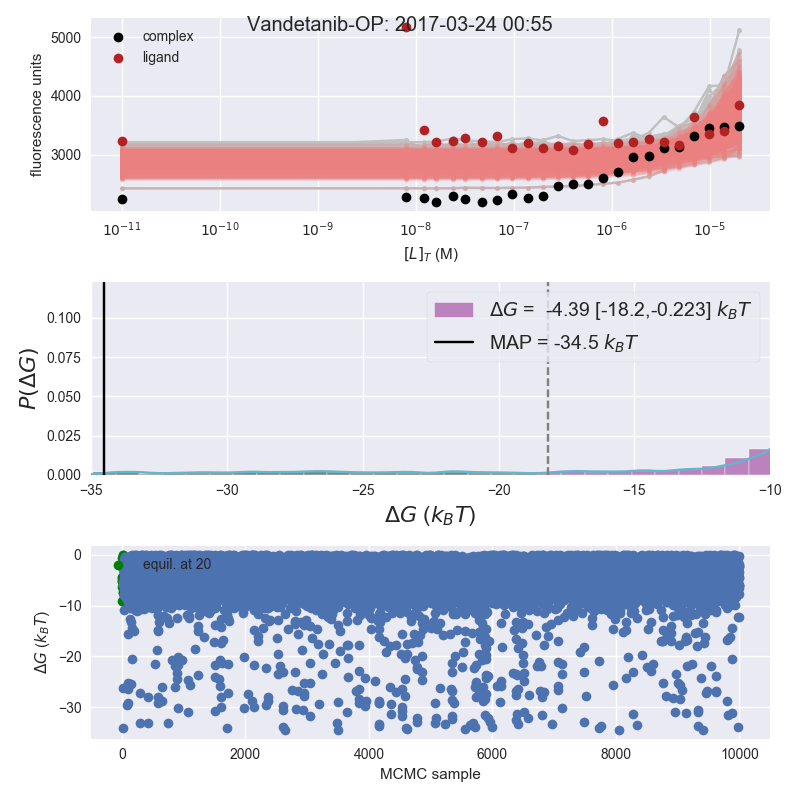 Vandetanib-OP: 2017-03-24 00:55
fluorescence units
5000
4000
3000
complex
ligand
10⁻¹¹ 10⁻¹⁰ 10⁻⁹ 10⁻⁸ 10⁻⁷ 10⁻⁶ 10⁻⁵
[L]_T (M)
P(ΔG)
0.100
0.075
0.050
0.025
0.000
ΔG = -4.39 [-18.2,-0.223] k_BT
MAP = -34.5 k_BT
−35 −30 −25 −20 −15 −10
ΔG (k_BT)
ΔG (k_BT)
0
−10
−20
−30
equil. at 20
0 2000 4000 6000 8000 10000
MCMC sample